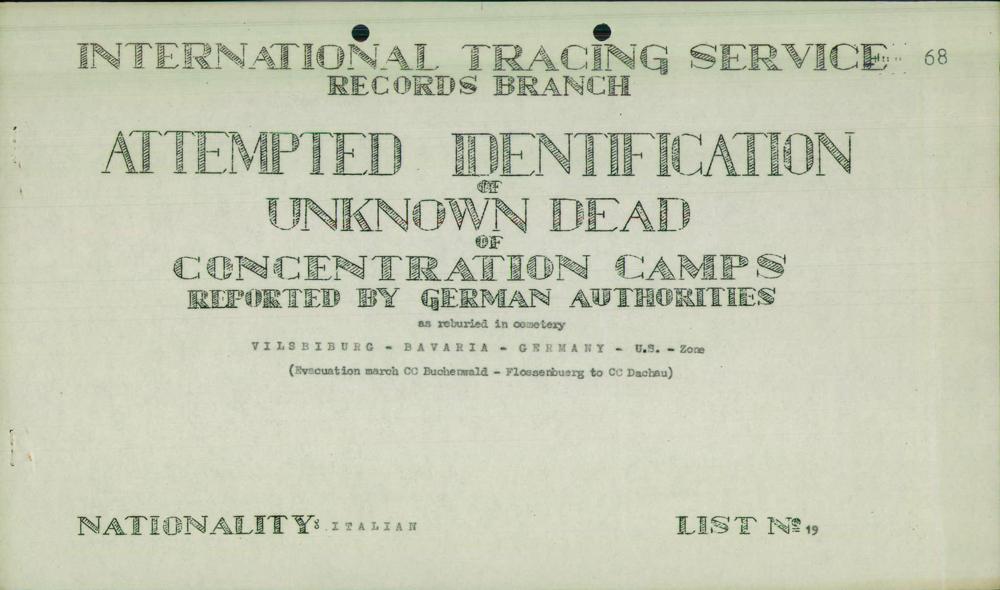 INTERNATIONAL TRACING SERVICE 68
RECORDS BRANCH
ATTEMPTED IDENTIFICATION
OF
UNKNOWN DEAD
OF
CONCENTRATION CAMPS
REPORTED BY GERMAN AUTHORITIES
as reburied in cemetery
VILSBIBURG - BAVARIA - GERMANY - U.S. - Zone
(Evacuation march CC Buchenwald - Flossenbuerg to CC Dachau)
NATIONALITY: ITALIAN LIST No 19